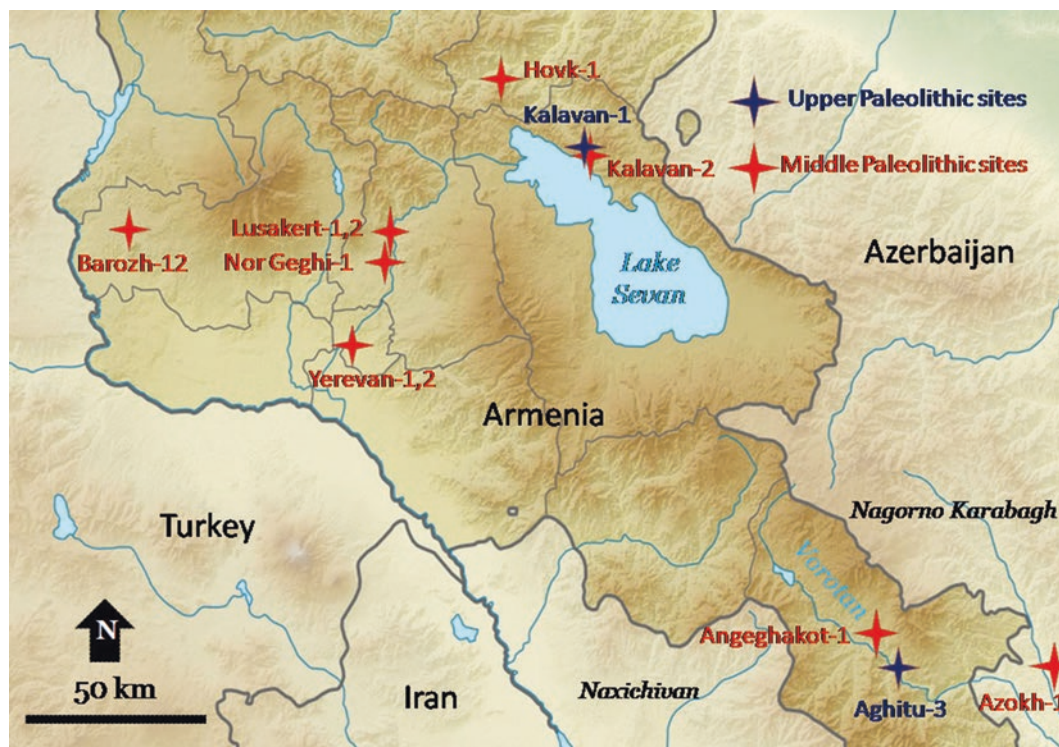 Hovk-1
Kalavan-1
Upper Paleolithic sites
Kalavan-2
Middle Paleolithic sites
Lusakert-1,2
Barozh-12
Nor Geghi-1
Azerbaijan
Lake
Sevan
Yerevan-1,2
Armenia
Turkey
Nagorno Karabagh
Vorotan
N
Angeghakot-1
50 km
Iran
Naxichivan
Aghitu-3
Azokh-1